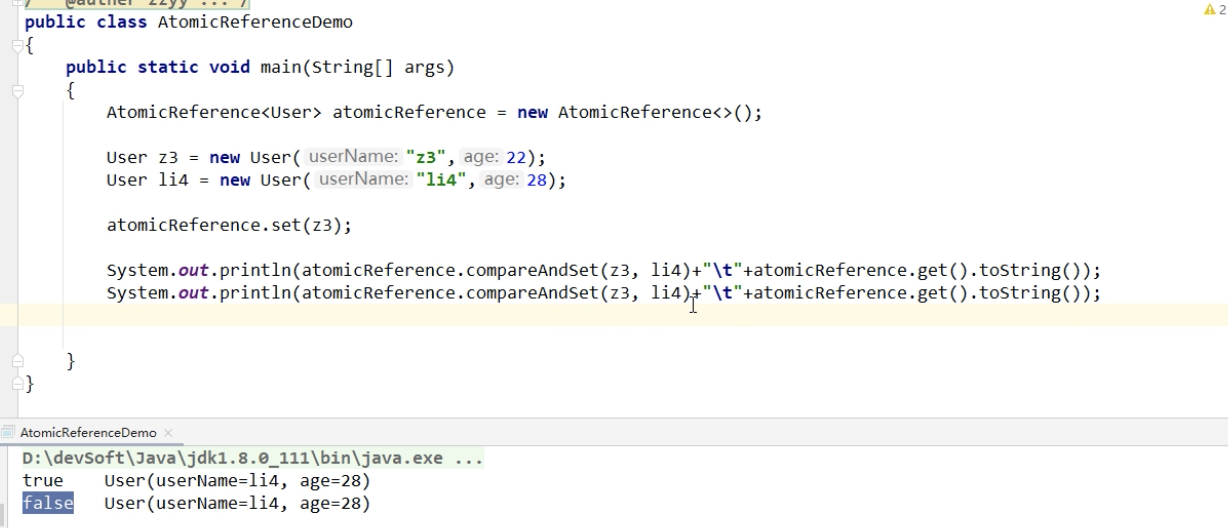 / @auther zzyy ... /
2
public class AtomicReferenceDemo
{
public static void main(String[] args)
{
AtomicReference<User> atomicReference = new AtomicReference<>();
User z3 = new User( userName: "z3", age: 22);
User li4 = new User( userName: "li4", age: 28);
atomicReference.set(z3);
System.out.println(atomicReference.compareAndSet(z3, li4)+"\t"+atomicReference.get().toString());
System.out.println(atomicReference.compareAndSet(z3, li4)+"\t"+atomicReference.get().toString());
}
}
AtomicReferenceDemo ×
D:\devSoft\Java\jdk1.8.0_111\bin\java.exe ...
true User(userName=li4, age=28)
false User(userName=li4, age=28)